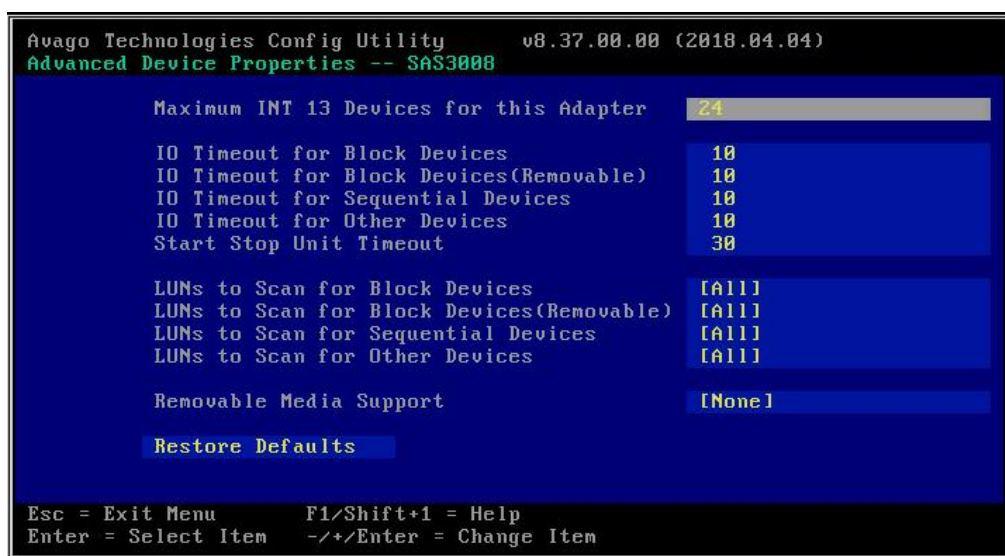 Avago Technologies Config Utility v8.37.00.00 (2018.04.04)
Advanced Device Properties -- SAS3008
Maximum INT 13 Devices for this Adapter 24
IO Timeout for Block Devices 10
IO Timeout for Block Devices(Removable) 10
IO Timeout for Sequential Devices 10
IO Timeout for Other Devices 10
Start Stop Unit Timeout 30
LUNs to Scan for Block Devices [All]
LUNs to Scan for Block Devices(Removable) [All]
LUNs to Scan for Sequential Devices [All]
LUNs to Scan for Other Devices [All]
Removable Media Support [None]
Restore Defaults
Esc = Exit Menu F1/Shift+1 = Help
Enter = Select Item -/+/Enter = Change Item